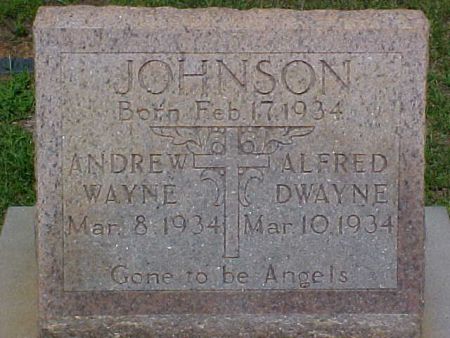 JOHNSON
Born Feb. 17, 1934
ANDREW ALFRED
WAYNE DWAYNE
Mar. 8, 1934 Mar. 10, 1934
Gone to be Angels